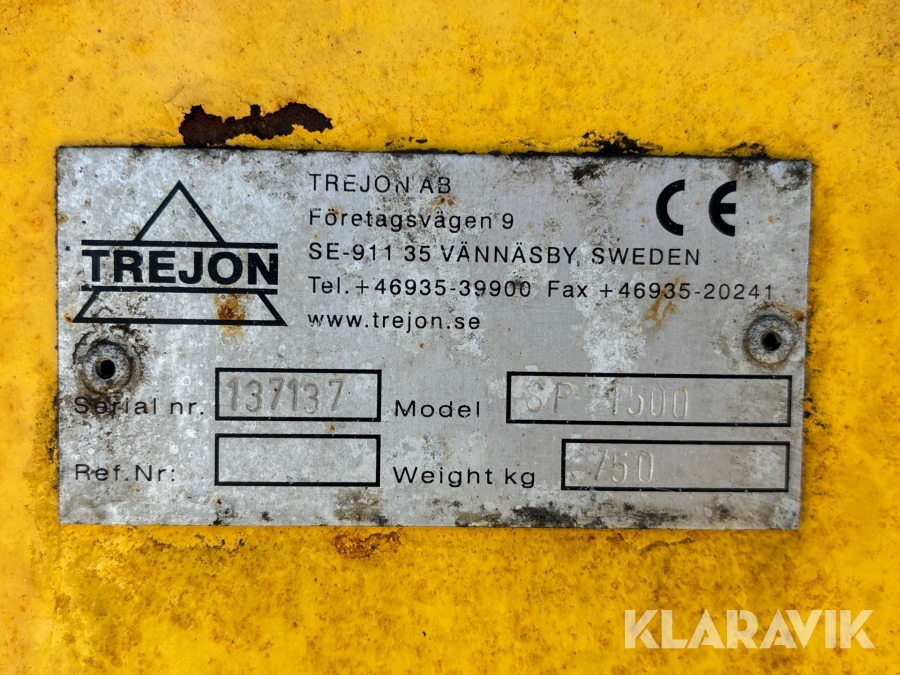 TREJON AB
Företagsvägen 9
SE-911 35 VÄNNÄSBY, SWEDEN
Tel. +46935-39900 Fax +46935-20241
www.trejon.se
CE
TREJON
Serial nr. 137137 Model SP 1500
Ref. Nr: Weight kg 750
KLARAVIK